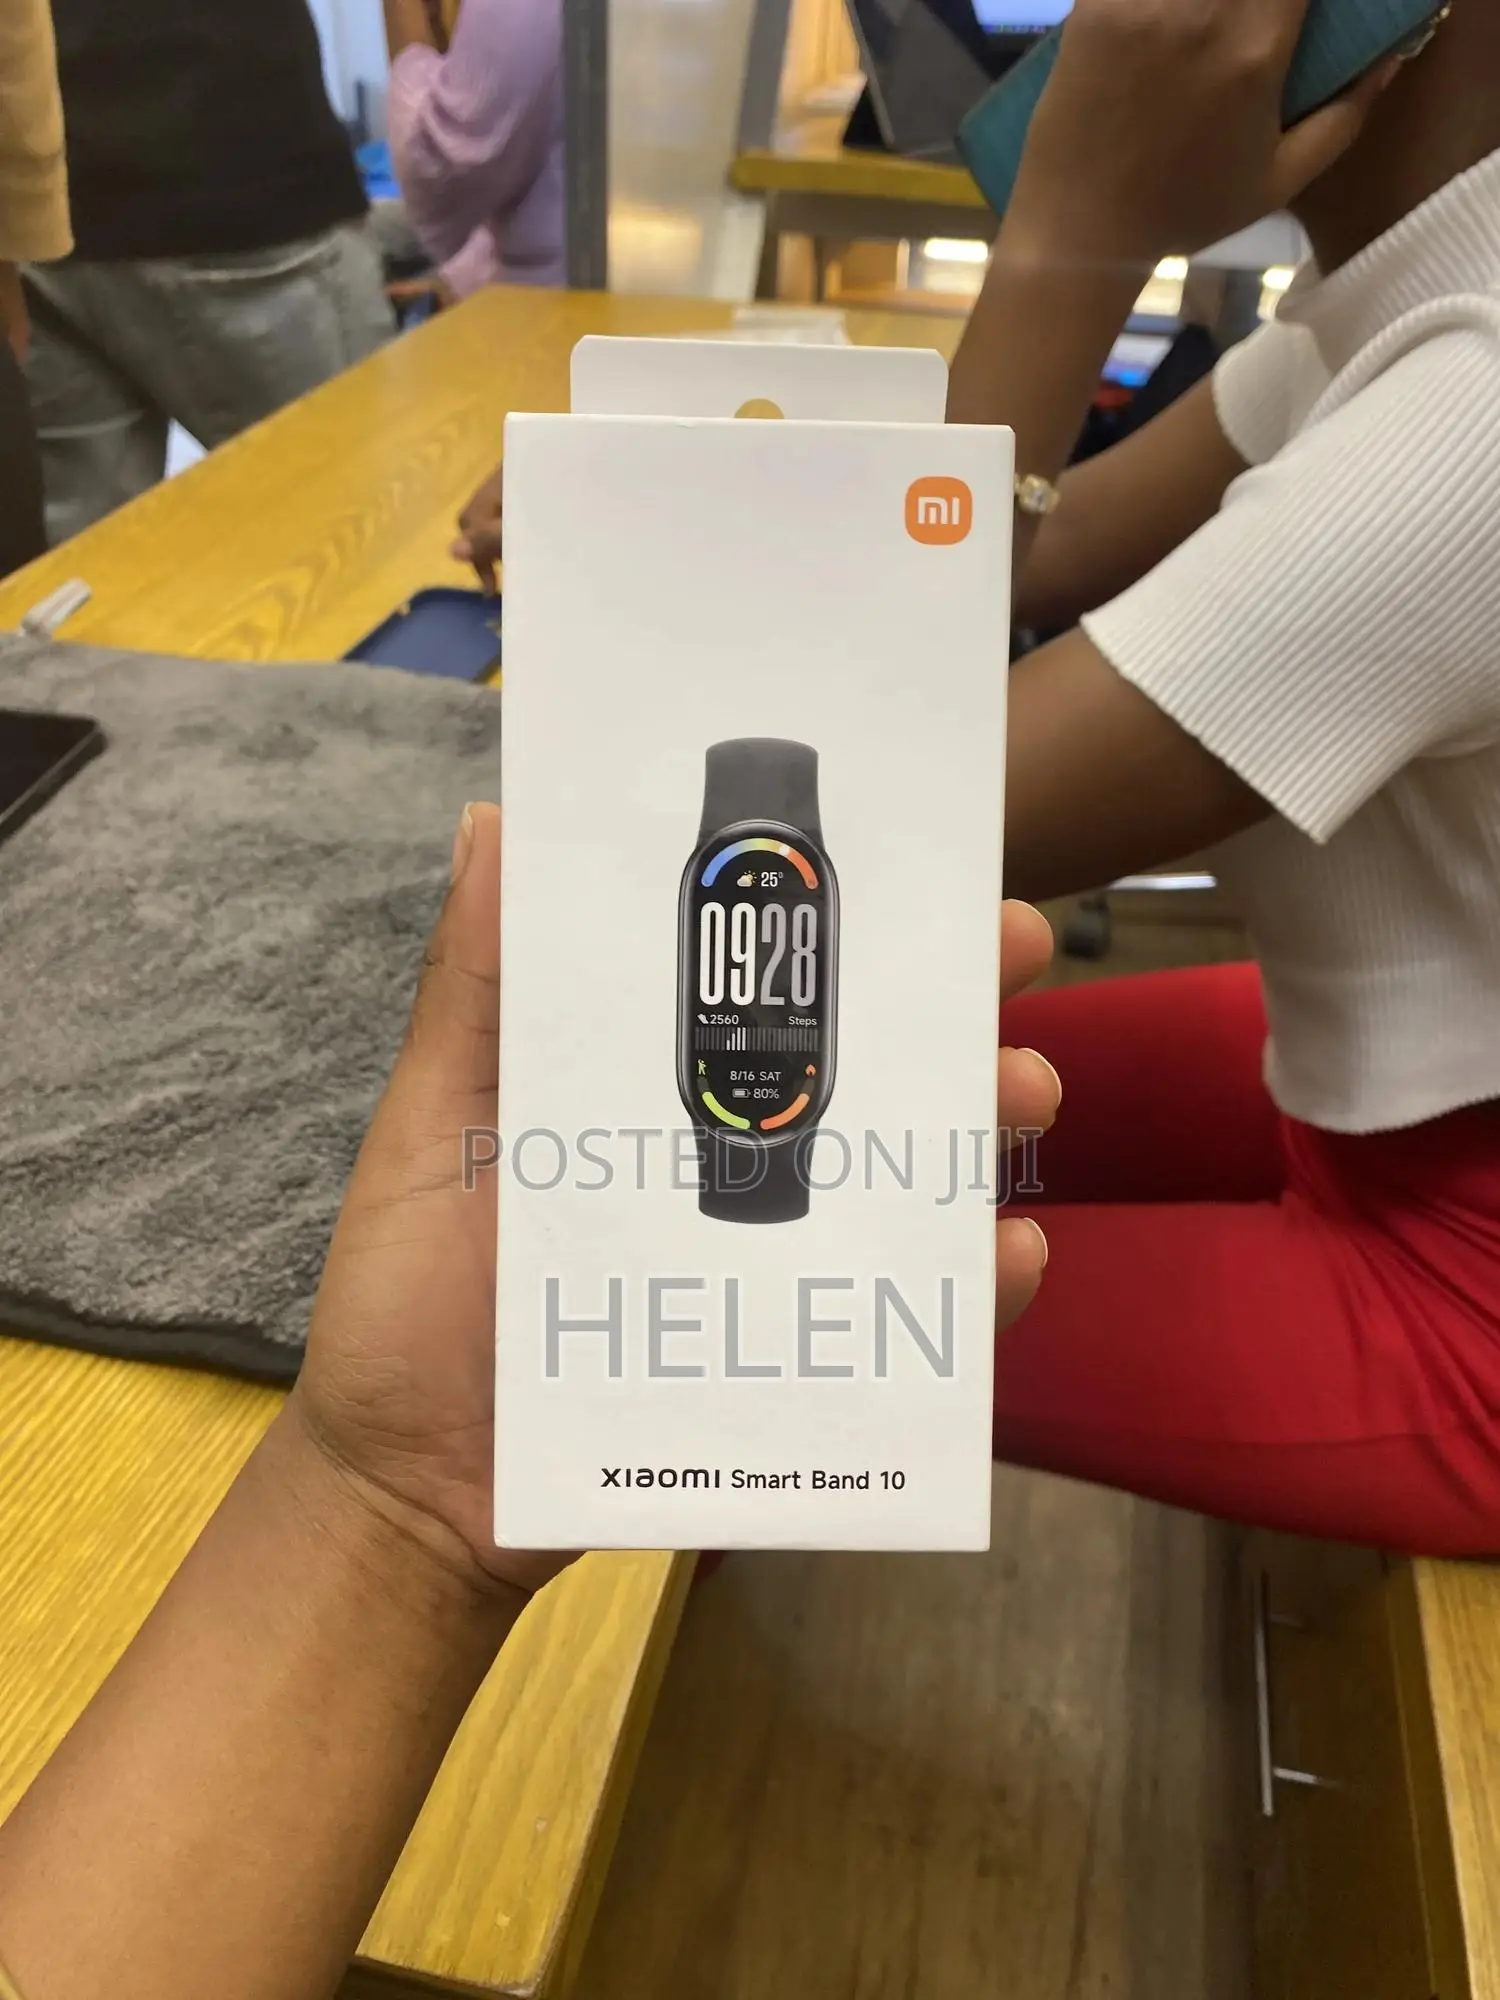 mi
25°
0928
2560 Steps
8/16 SAT
80%
POSTED ON JIJI
HELEN
xiaomi Smart Band 10